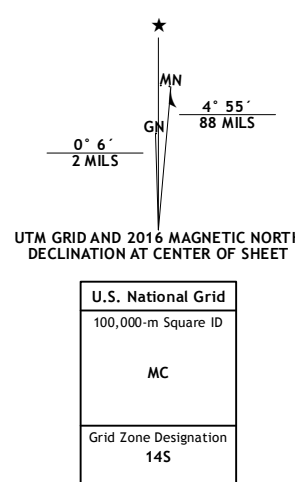 MN
GN
4° 55´
88 MILS
0° 6´
2 MILS
UTM GRID AND 2016 MAGNETIC NORTH
DECLINATION AT CENTER OF SHEET
U.S. National Grid
100,000-m Square ID
MC
Grid Zone Designation
14S